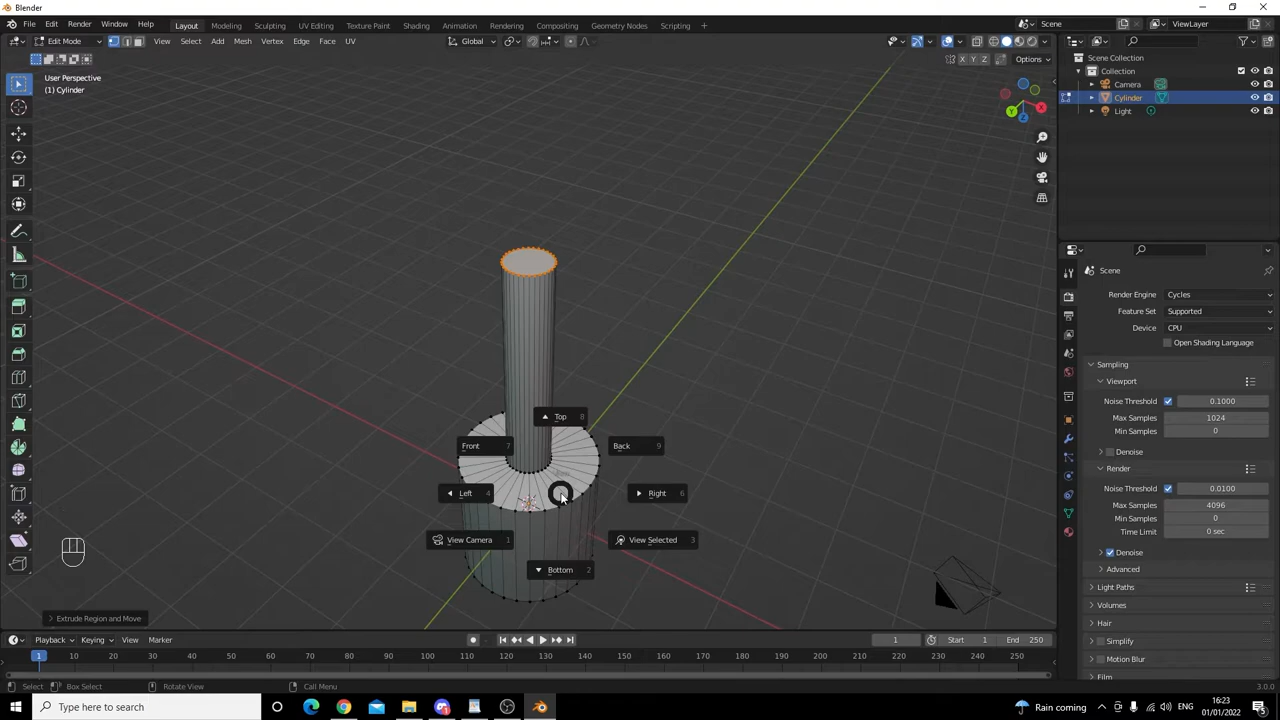 Blender
File Edit Render Window Help Layout Modeling Sculpting UV Editing Texture Paint Shading Animation Rendering Compositing Geometry Nodes Scripting + Scene ViewLayer
Edit Mode View Select Add Mesh Vertex Edge Face UV Global
X Y Z Options
User Perspective
(1) Cylinder
X
Y
Z
Top 8
Front 7
Back 9
Left 4
Right 6
View Camera 1
View Selected 3
Bottom 2
Extrude Region and Move
Scene Collection
Collection
Camera
Cylinder
Light
Scene
Render Engine Cycles
Feature Set Supported
Device CPU
Open Shading Language
Sampling
Viewport
Noise Threshold 0.1000
Max Samples 1024
Min Samples 0
Denoise
Render
Noise Threshold 0.0100
Max Samples 4096
Min Samples 0
Time Limit 0 sec
Denoise
Advanced
Light Paths
Volumes
Hair
Simplify
Motion Blur
Film
Playback Keying View Marker 1 Start 1 End 250
1 10 20 30 40 50 60 70 80 90 100 110 120 130 140 150 160 170 180 190 200 210 220 230 240 250
Select Box Select Rotate View Call Menu 3.0.0
Type here to search
Rain coming ENG 16:23 01/01/2022